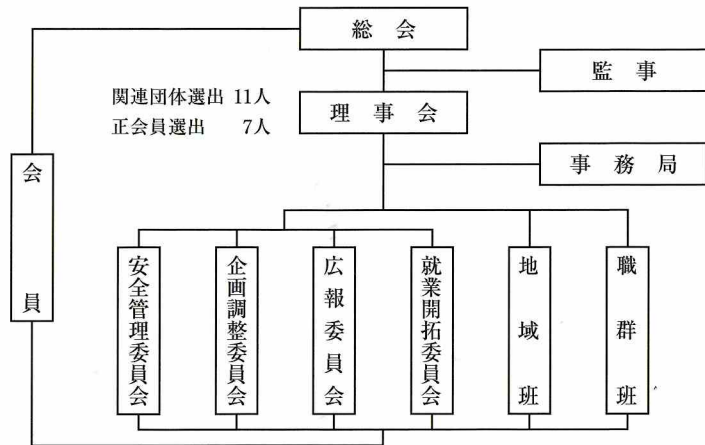 総会
監事
関連団体選出 11人
正会員選出 7人
理事会
事務局
会員
安全管理委員会
企画調整委員会
広報委員会
就業開拓委員会
地域班
職群班